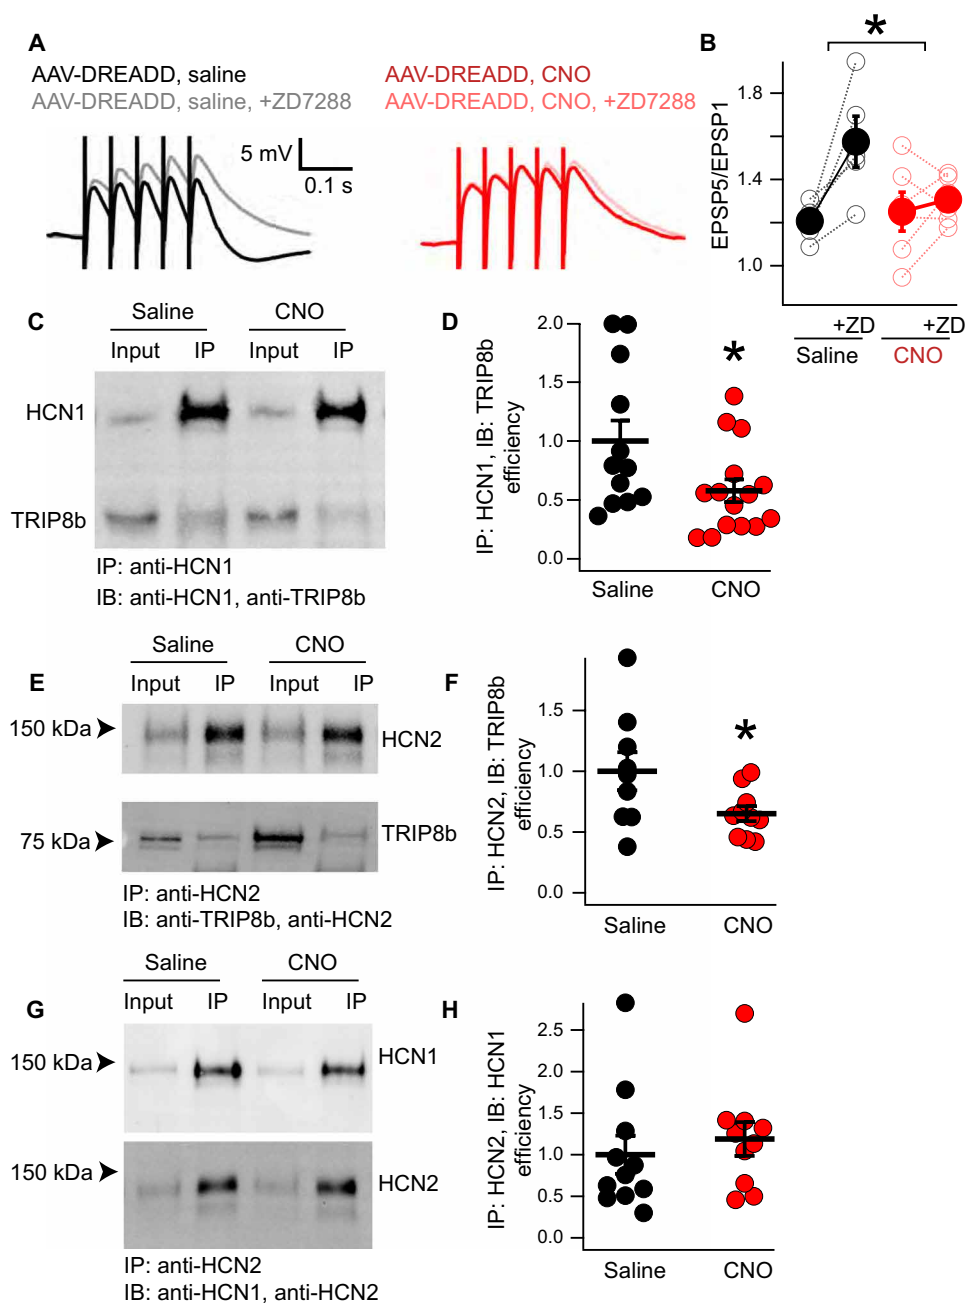 A
AAV-DREADD, saline
AAV-DREADD, saline, +ZD7288
5 mV
0.1 s
AAV-DREADD, CNO
AAV-DREADD, CNO, +ZD7288
B
*
EPSP5/EPSP1
1.8
1.4
1.0
+ZD
+ZD
Saline
CNO
C
Saline
CNO
Input
IP
Input
IP
HCN1
TRIP8b
IP: anti-HCN1
IB: anti-HCN1, anti-TRIP8b
D
IP: HCN1, IB: TRIP8b
efficiency
2.0
1.5
1.0
0.5
0.0
*
Saline
CNO
E
Saline
CNO
Input
IP
Input
IP
150 kDa
HCN2
75 kDa
TRIP8b
IP: anti-HCN2
IB: anti-TRIP8b, anti-HCN2
F
IP: HCN2, IB: TRIP8b
efficiency
1.5
1.0
0.5
0.0
*
Saline
CNO
G
Saline
CNO
Input
IP
Input
IP
150 kDa
HCN1
150 kDa
HCN2
IP: anti-HCN2
IB: anti-HCN1, anti-HCN2
H
IP: HCN2, IB: HCN1
efficiency
2.5
2.0
1.5
1.0
0.5
0.0
Saline
CNO